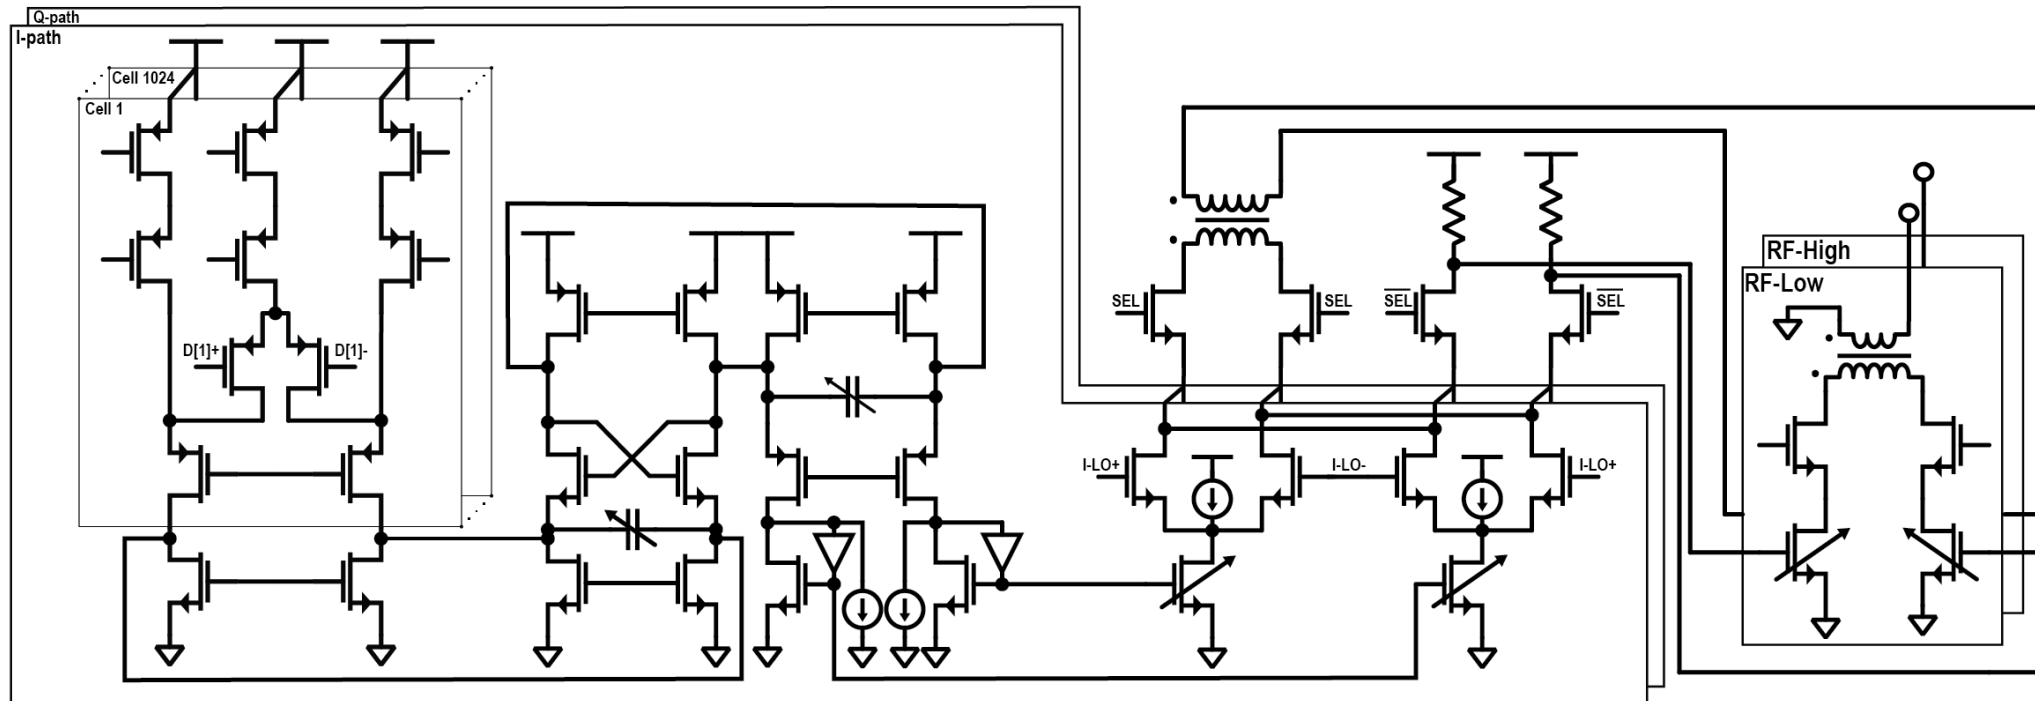 Q-path
I-path
Cell 1024
Cell 1
D[1]+
D[1]-
SEL
SEL
SEL
SEL
I-LO+
I-LO-
I-LO+
RF-High
RF-Low